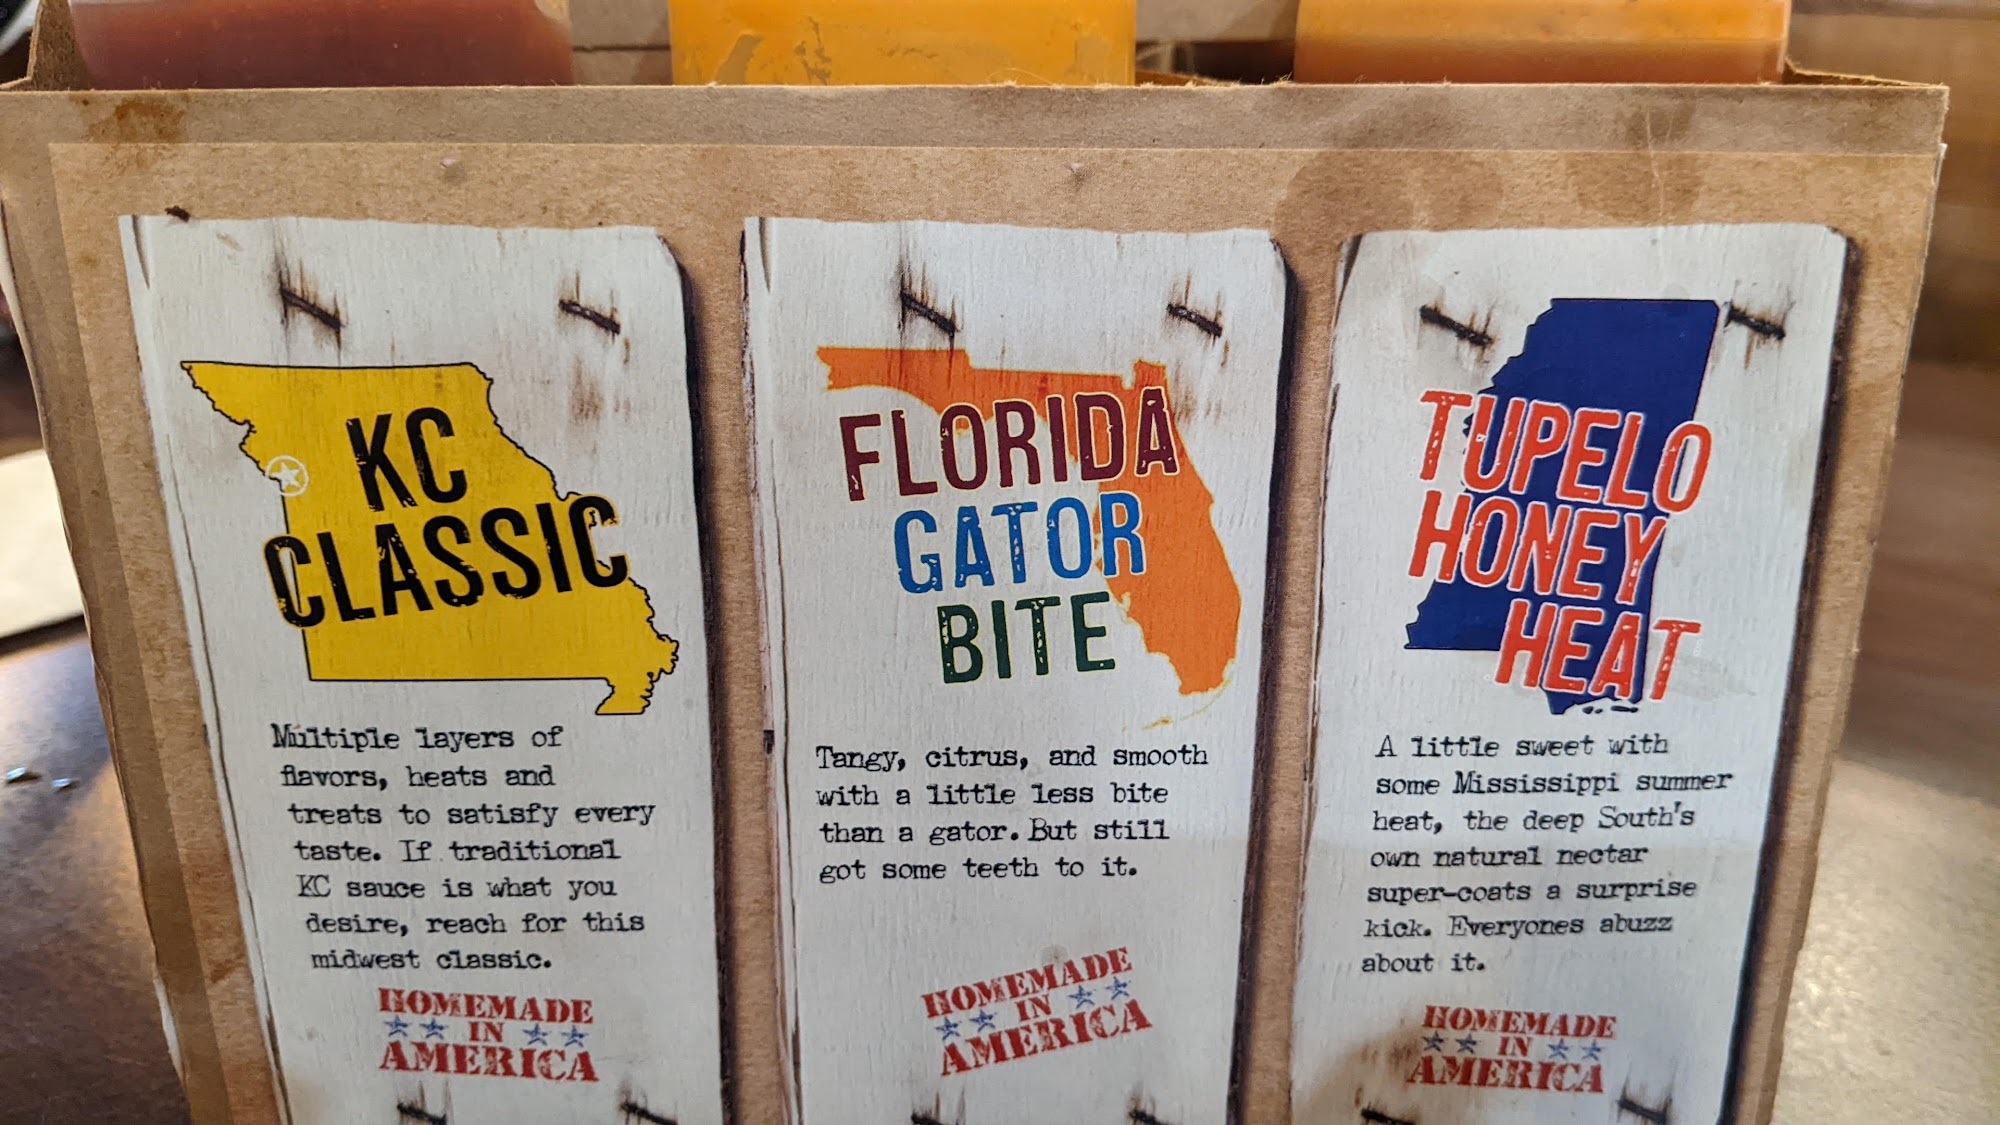 KC
CLASSIC
Multiple layers of
flavors, heats and
treats to satisfy every
taste. If traditional
KC sauce is what you
desire, reach for this
midwest classic.
HOMEMADE
IN
AMERICA
FLORIDA
GATOR
BITE
Tangy, citrus, and smooth
with a little less bite
than a gator. But still
got some teeth to it.
HOMEMADE
IN
AMERICA
TUPELO
HONEY
HEAT
A little sweet with
some Mississippi summer
heat, the deep South's
own natural nectar
super-coats a surprise
kick. Everyones abuzz
about it.
HOMEMADE
IN
AMERICA